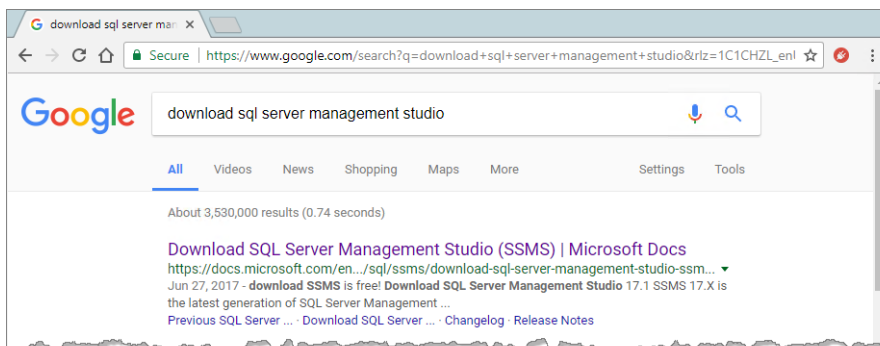 download sql server man
Secure https://www.google.com/search?q=download+sql+server+management+studio&rlz=1C1CHZL_enl
Google download sql server management studio
All Videos News Shopping Maps More Settings Tools
About 3,530,000 results (0.74 seconds)
Download SQL Server Management Studio (SSMS) | Microsoft Docs
https://docs.microsoft.com/en.../sql/ssms/download-sql-server-management-studio-ssm...
Jun 27, 2017 - download SSMS is free! Download SQL Server Management Studio 17.1 SSMS 17.X is
the latest generation of SQL Server Management ...
Previous SQL Server ... · Download SQL Server ... · Changelog · Release Notes